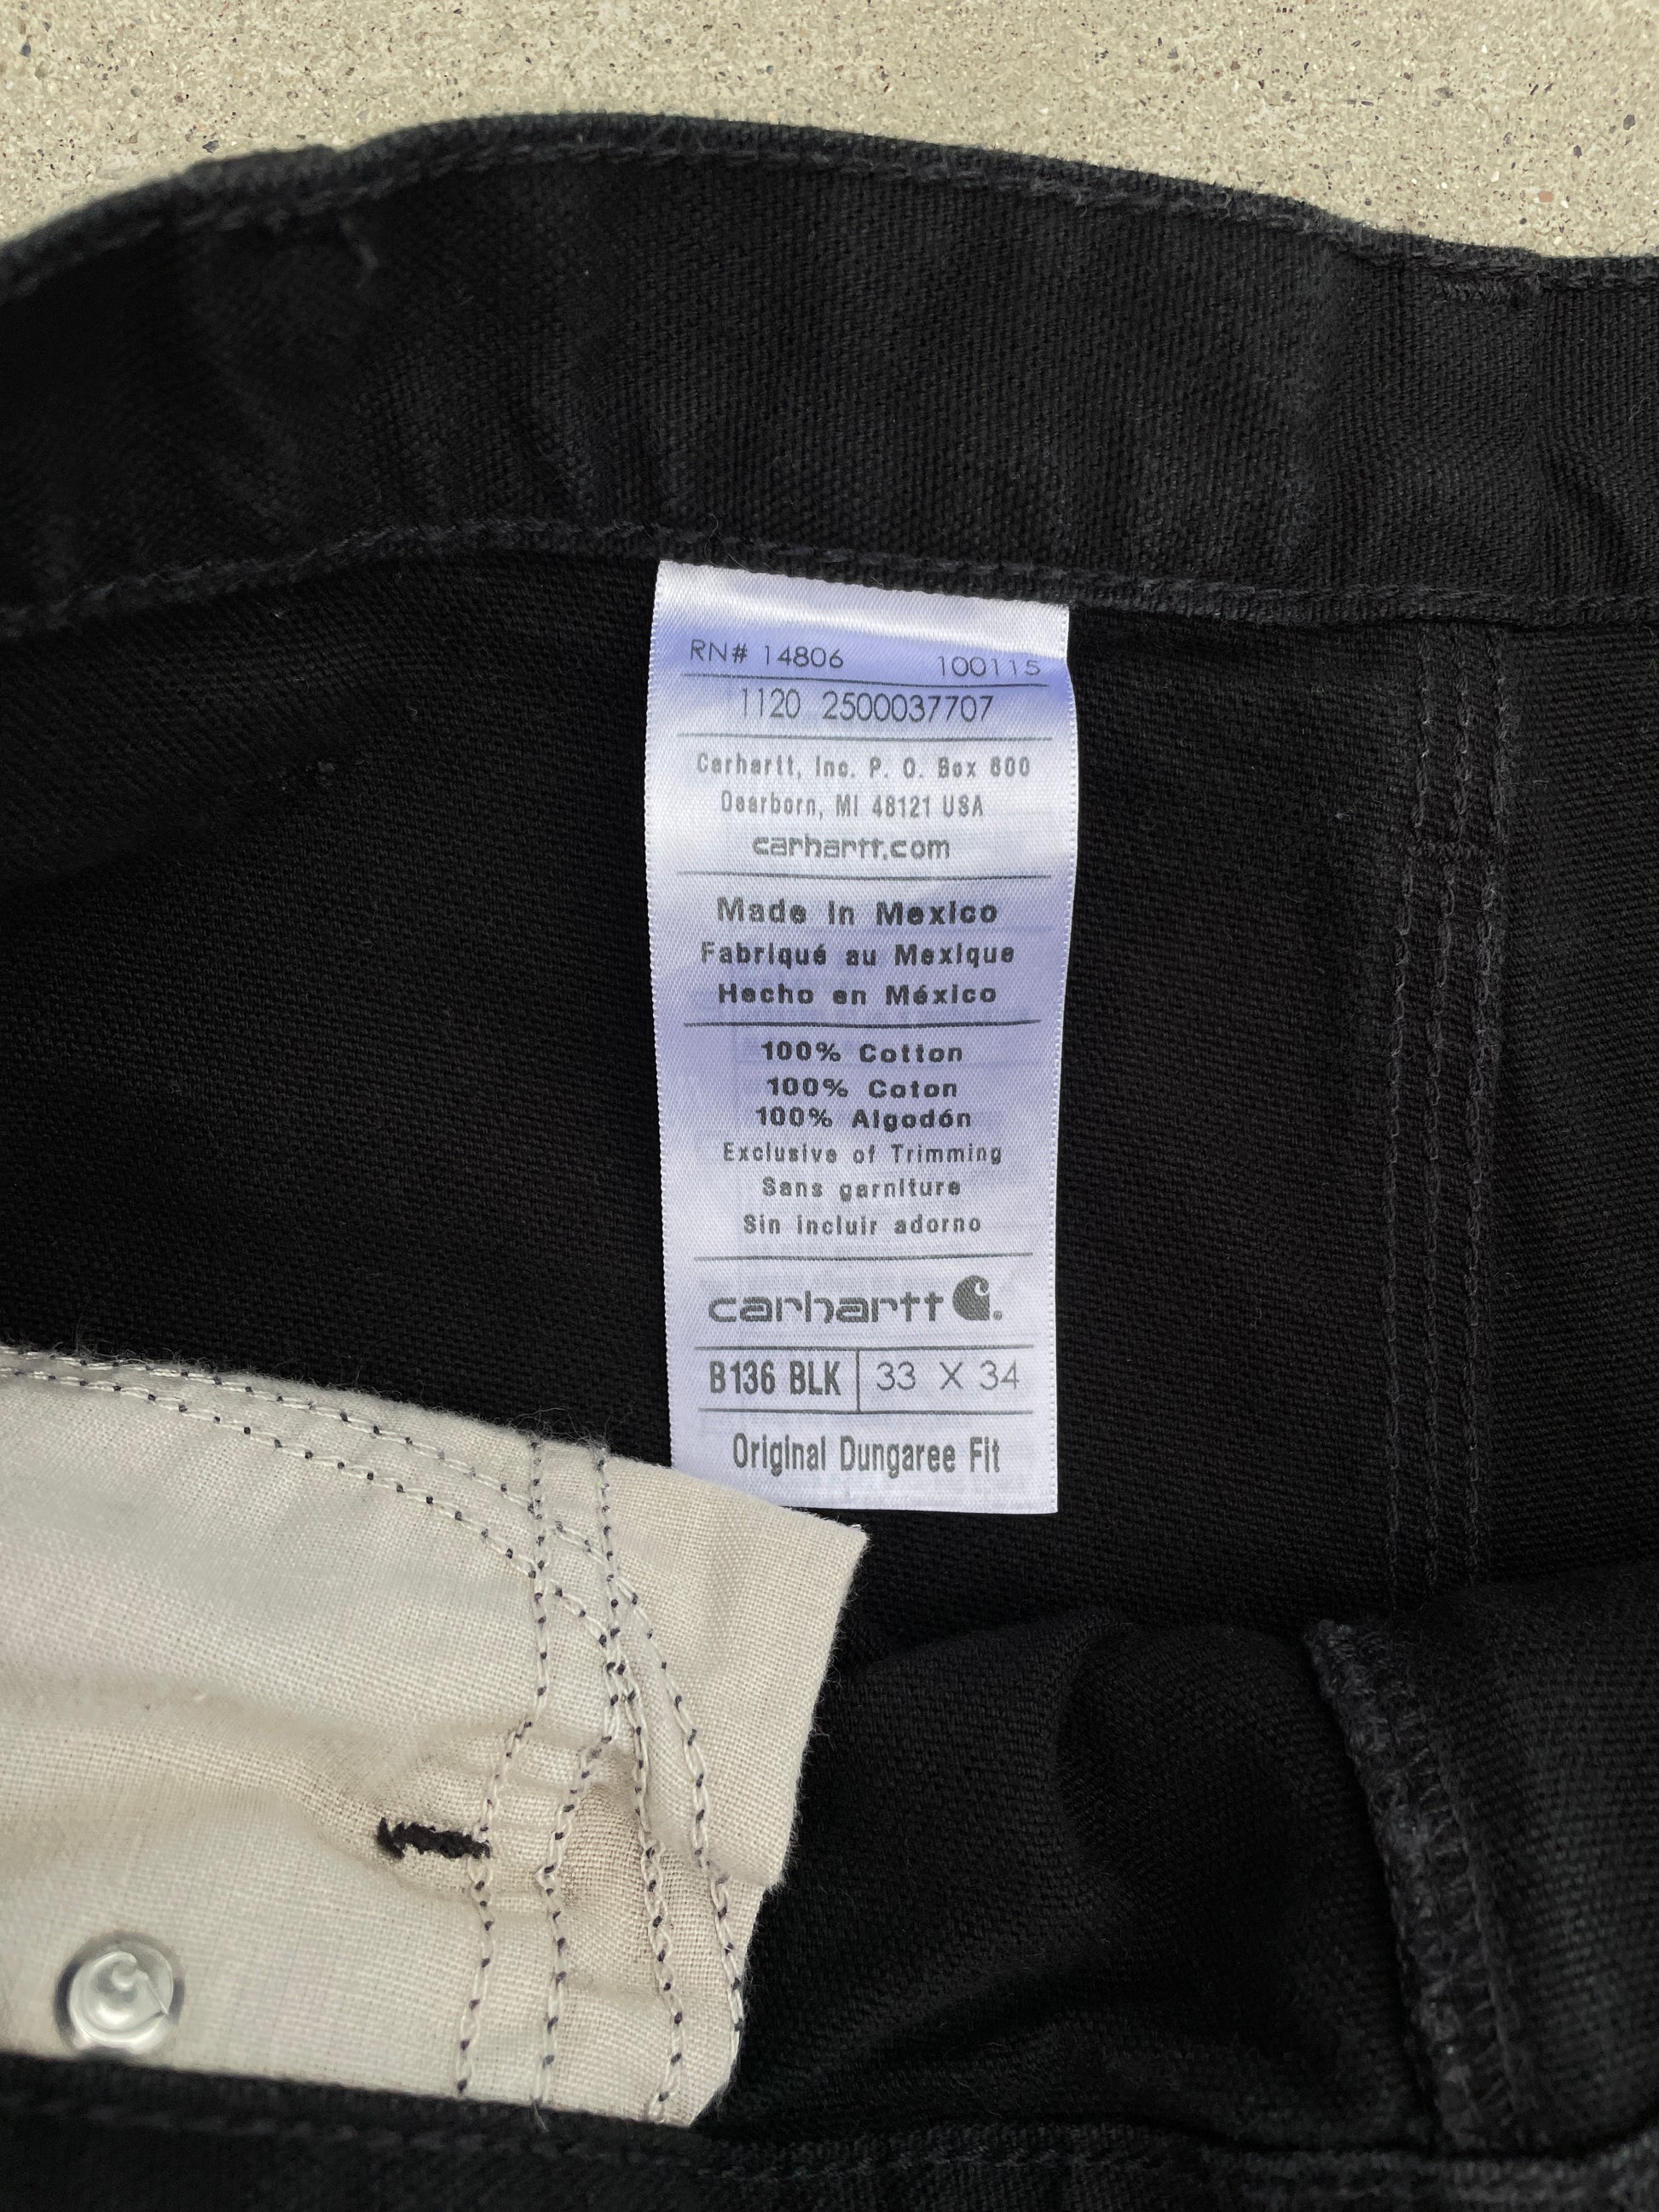 RN# 14806 100115
1120 2500037707
Carhartt, Inc. P. O. Box 600
Dearborn, MI 48121 USA
carhartt.com
Made in Mexico
Fabriqué au Mexique
Hecho en México
100% Cotton
100% Coton
100% Algodón
Exclusive of Trimming
Sans garniture
Sin incluir adorno
carhartt
B136 BLK 33 X 34
Original Dungaree Fit